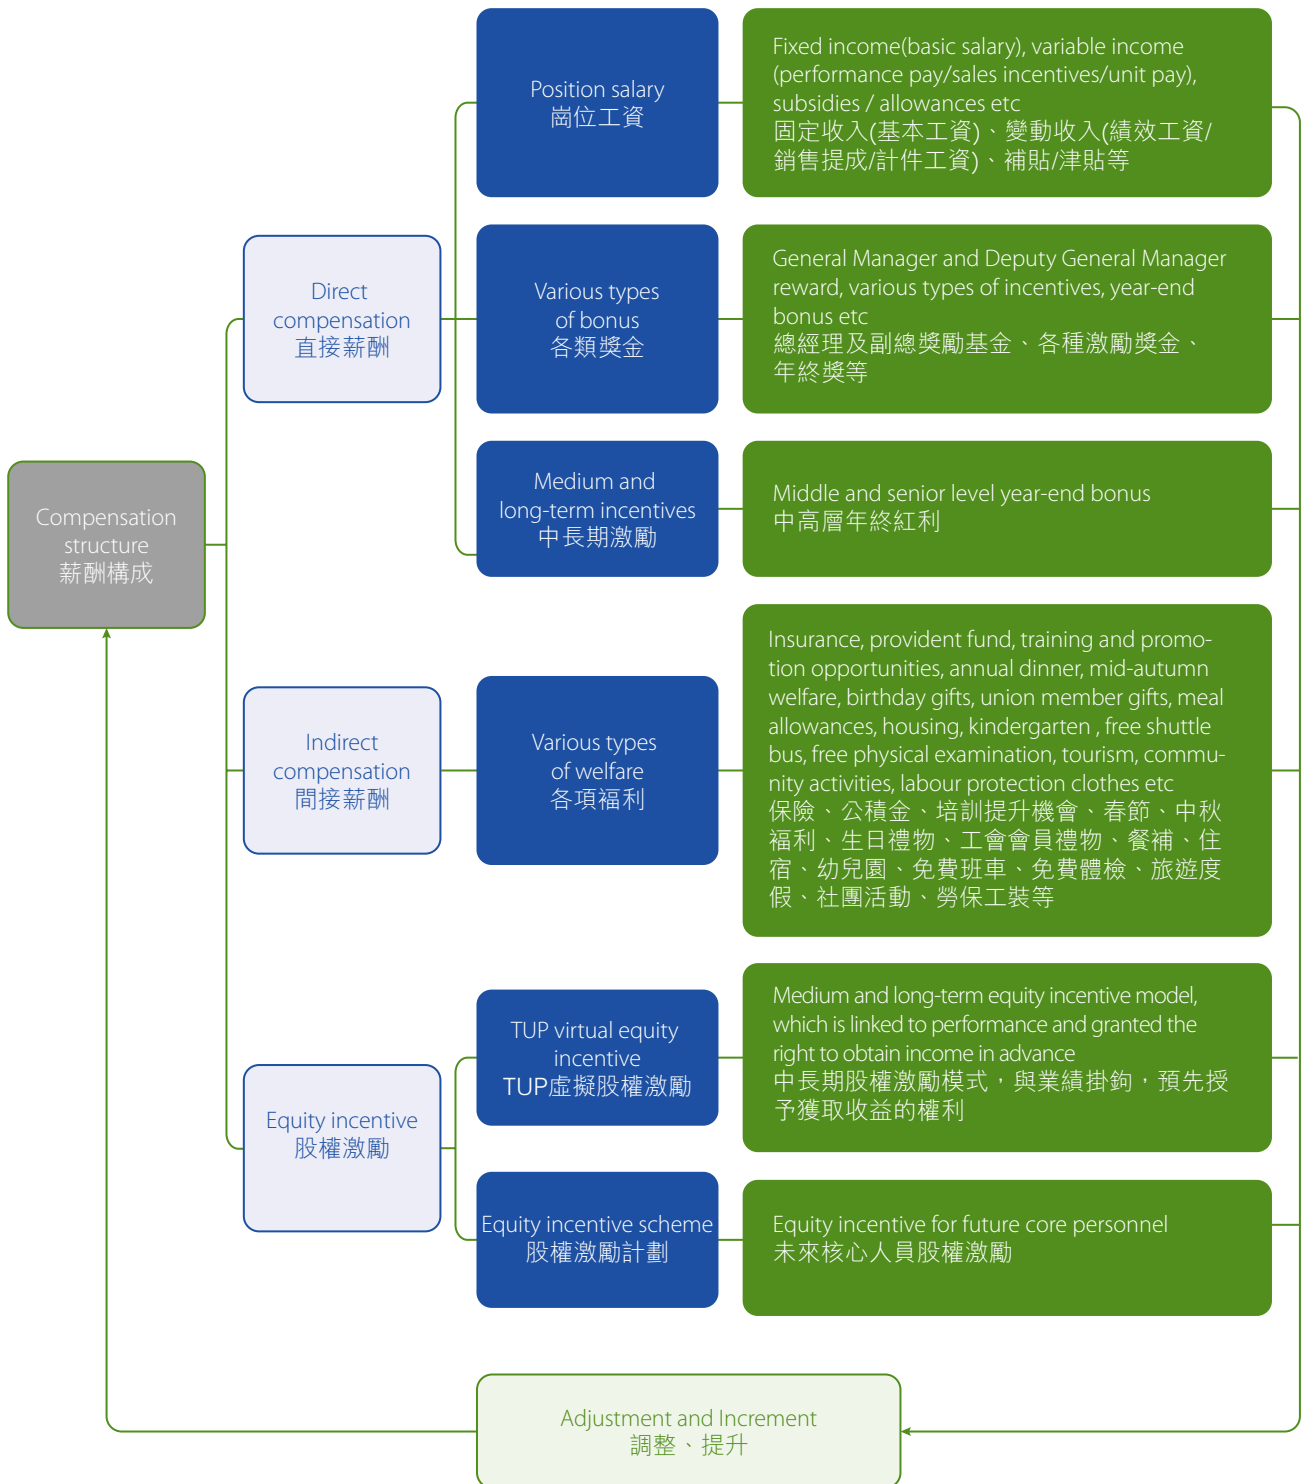 Compensation
structure
薪酬構成
Direct
compensation
直接薪酬
Position salary
崗位工資
Fixed income(basic salary), variable income
(performance pay/sales incentives/unit pay),
subsidies / allowances etc
固定收入(基本工資)、變動收入(績效工資/
銷售提成/計件工資)、補貼/津貼等
Various types
of bonus
各類獎金
General Manager and Deputy General Manager
reward, various types of incentives, year-end
bonus etc
總經理及副總獎勵基金、各種激勵獎金、
年終獎等
Medium and
long-term incentives
中長期激勵
Middle and senior level year-end bonus
中高層年終紅利
Indirect
compensation
間接薪酬
Various types
of welfare
各項福利
Insurance, provident fund, training and promo-
tion opportunities, annual dinner, mid-autumn
welfare, birthday gifts, union member gifts, meal
allowances, housing, kindergarten , free shuttle
bus, free physical examination, tourism, commu-
nity activities, labour protection clothes etc
保險、公積金、培訓提升機會、春節、中秋
福利、生日禮物、工會會員禮物、餐補、住
宿、幼兒園、免費班車、免費體檢、旅遊度
假、社團活動、勞保工裝等
Equity incentive
股權激勵
TUP virtual equity
incentive
TUP虛擬股權激勵
Medium and long-term equity incentive model,
which is linked to performance and granted the
right to obtain income in advance
中長期股權激勵模式，與業績掛鉤，預先授
予獲取收益的權利
Equity incentive scheme
股權激勵計劃
Equity incentive for future core personnel
未來核心人員股權激勵
Adjustment and Increment
調整、提升